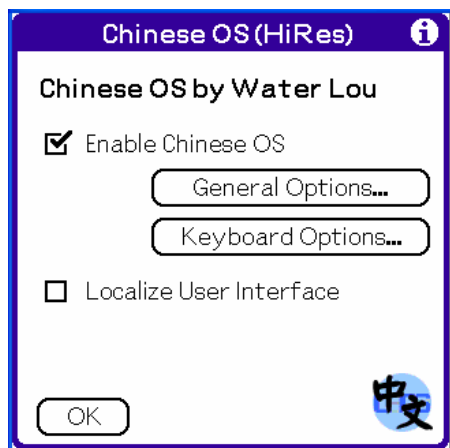 Chinese OS (HiRes)
Chinese OS by Water Lou
Enable Chinese OS
General Options...
Keyboard Options...
Localize User Interface
OK
中文